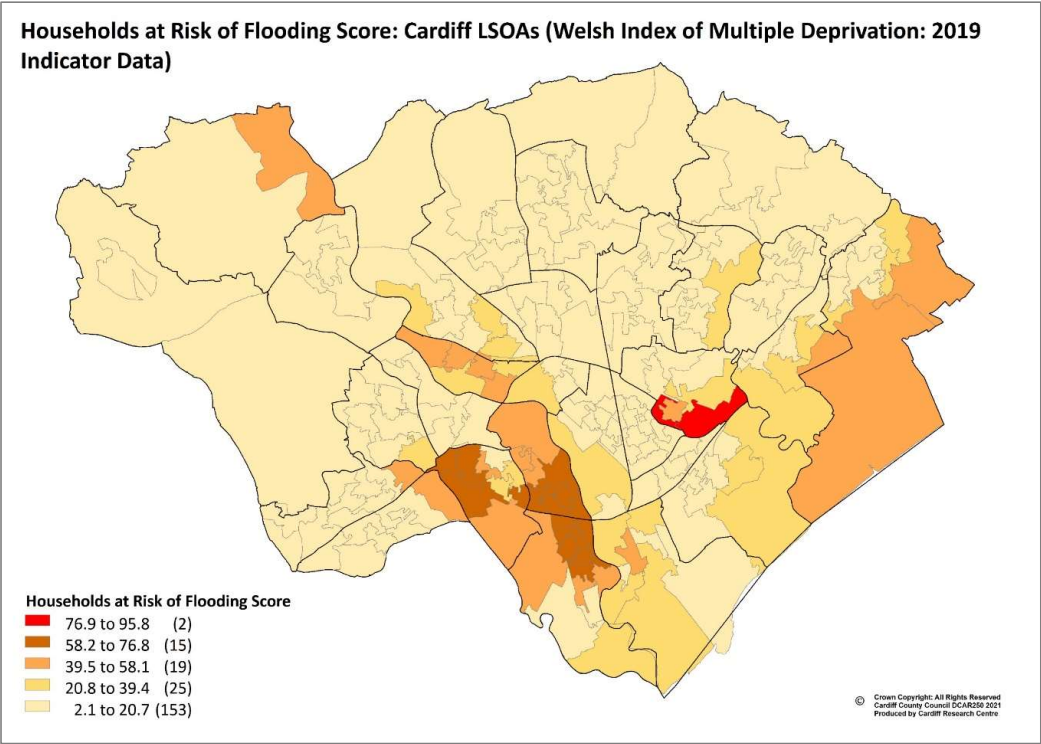 Households at Risk of Flooding Score: Cardiff LSOAs (Welsh Index of Multiple Deprivation: 2019
Indicator Data)
Households at Risk of Flooding Score
76.9 to 95.8 (2)
58.2 to 76.8 (15)
39.5 to 58.1 (19)
20.8 to 39.4 (25)
2.1 to 20.7 (153)
© Crown Copyright: All Rights Reserved
Cardiff County Council DCAR250 2021
Produced by Cardiff Research Centre